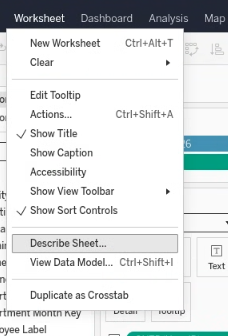 Worksheet Dashboard Analysis Map
New Worksheet Ctrl+Alt+T
Clear
Edit Tooltip
Actions... Ctrl+Shift+A
Show Title
Show Caption
Accessibility
Show View Toolbar
Show Sort Controls
Describe Sheet...
View Data Model... Ctrl+Shift+I
Duplicate as Crosstab
Text
Detail Tooltip
rtment Month Key
oyee Label